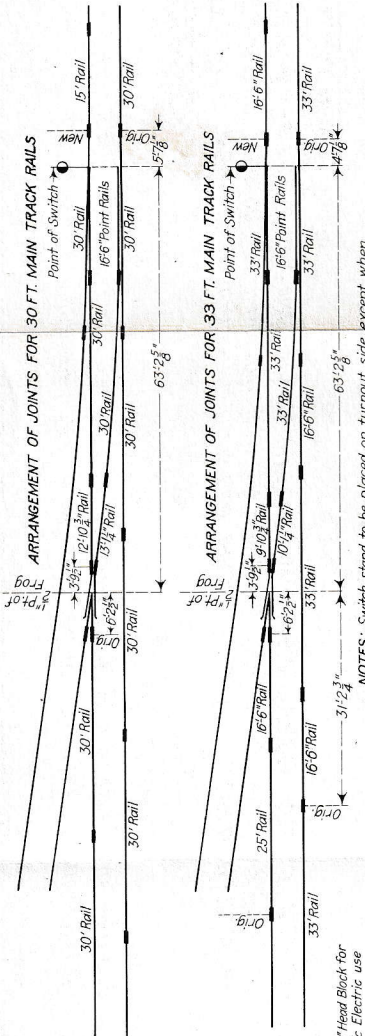 ARRANGEMENT OF JOINTS FOR 30 FT. MAIN TRACK RAILS
Point of Switch
New
1/2" Pt. of
Frog
3'-9 1/2"
6'-2 1/2"
Orig.
30' Rail
30' Rail
12'-10 3/4" Rail
13'-1 1/4" Rail
30' Rail
30' Rail
30' Rail
15' Rail
16'-6" Point Rails
30' Rail
30' Rail
30' Rail
30' Rail
30' Rail
Orig.
63'-2 5/8"
5'-7 1/8"
ARRANGEMENT OF JOINTS FOR 33 FT. MAIN TRACK RAILS
Point of Switch
New
1/2" Pt. of
Frog
3'-9 1/2"
6'-2 1/2"
Orig.
25' Rail
16'-6" Rail
9'-10 3/4" Rail
10'-1 1/4" Rail
33' Rail
33' Rail
33' Rail
16'-6" Rail
16'-6" Point Rails
33' Rail
16'-6" Rail
33' Rail
16'-6" Rail
33' Rail
33' Rail
Orig.
Orig.
31'-2 3/4"
63'-2 5/8"
4'-7 1/8"
"Head Block for
c Electric use
NOTES: Switch stand to be placed on turnout side except when